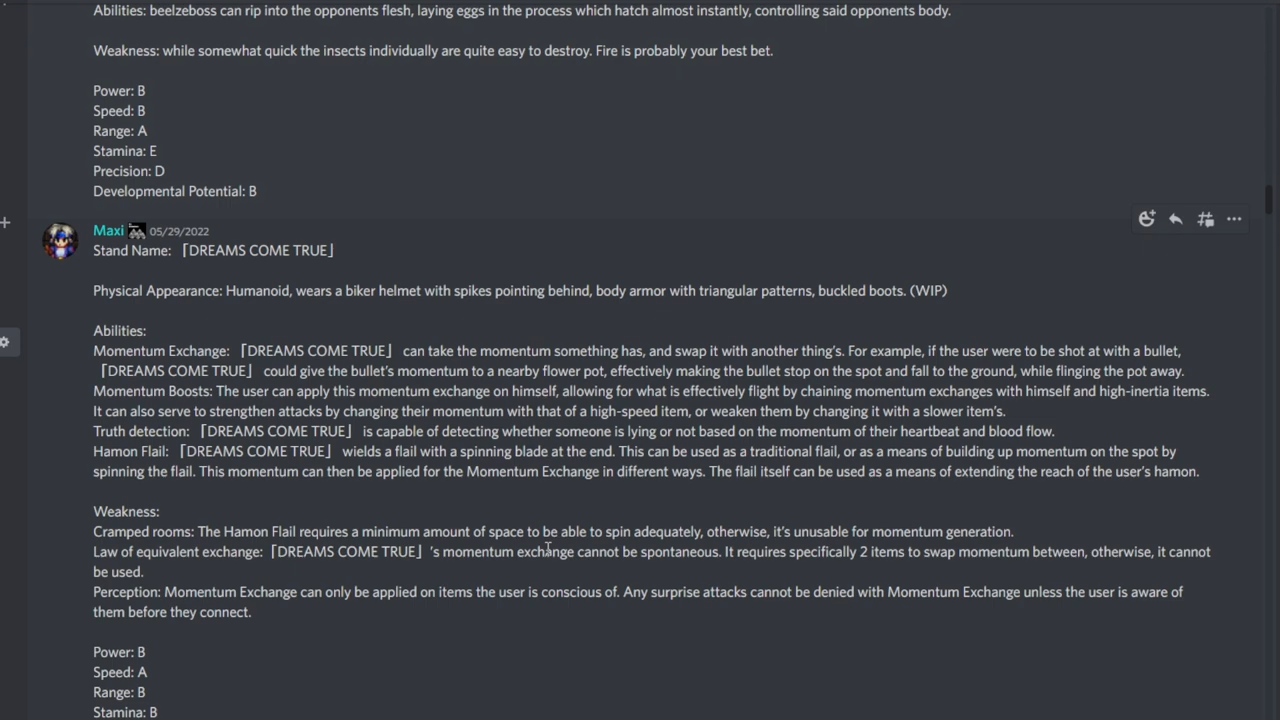 Abilities: beelzeboss can rip into the opponents flesh, laying eggs in the process which hatch almost instantly, controlling said opponents body.
Weakness: while somewhat quick the insects individually are quite easy to destroy. Fire is probably your best bet.
Power: B
Speed: B
Range: A
Stamina: E
Precision: D
Developmental Potential: B
Maxi 05/29/2022
Stand Name: 「DREAMS COME TRUE」
Physical Appearance: Humanoid, wears a biker helmet with spikes pointing behind, body armor with triangular patterns, buckled boots. (WIP)
Abilities:
Momentum Exchange: 「DREAMS COME TRUE」 can take the momentum something has, and swap it with another thing's. For example, if the user were to be shot at with a bullet,
「DREAMS COME TRUE」 could give the bullet's momentum to a nearby flower pot, effectively making the bullet stop on the spot and fall to the ground, while flinging the pot away.
Momentum Boosts: The user can apply this momentum exchange on himself, allowing for what is effectively flight by chaining momentum exchanges with himself and high-inertia items.
It can also serve to strengthen attacks by changing their momentum with that of a high-speed item, or weaken them by changing it with a slower item's.
Truth detection: 「DREAMS COME TRUE」 is capable of detecting whether someone is lying or not based on the momentum of their heartbeat and blood flow.
Hamon Flail: 「DREAMS COME TRUE」 wields a flail with a spinning blade at the end. This can be used as a traditional flail, or as a means of building up momentum on the spot by
spinning the flail. This momentum can then be applied for the Momentum Exchange in different ways. The flail itself can be used as a means of extending the reach of the user's hamon.
Weakness:
Cramped rooms: The Hamon Flail requires a minimum amount of space to be able to spin adequately, otherwise, it's unusable for momentum generation.
Law of equivalent exchange: 「DREAMS COME TRUE」 's momentum exchange cannot be spontaneous. It requires specifically 2 items to swap momentum between, otherwise, it cannot
be used.
Perception: Momentum Exchange can only be applied on items the user is conscious of. Any surprise attacks cannot be denied with Momentum Exchange unless the user is aware of
them before they connect.
Power: B
Speed: A
Range: B
Stamina: B